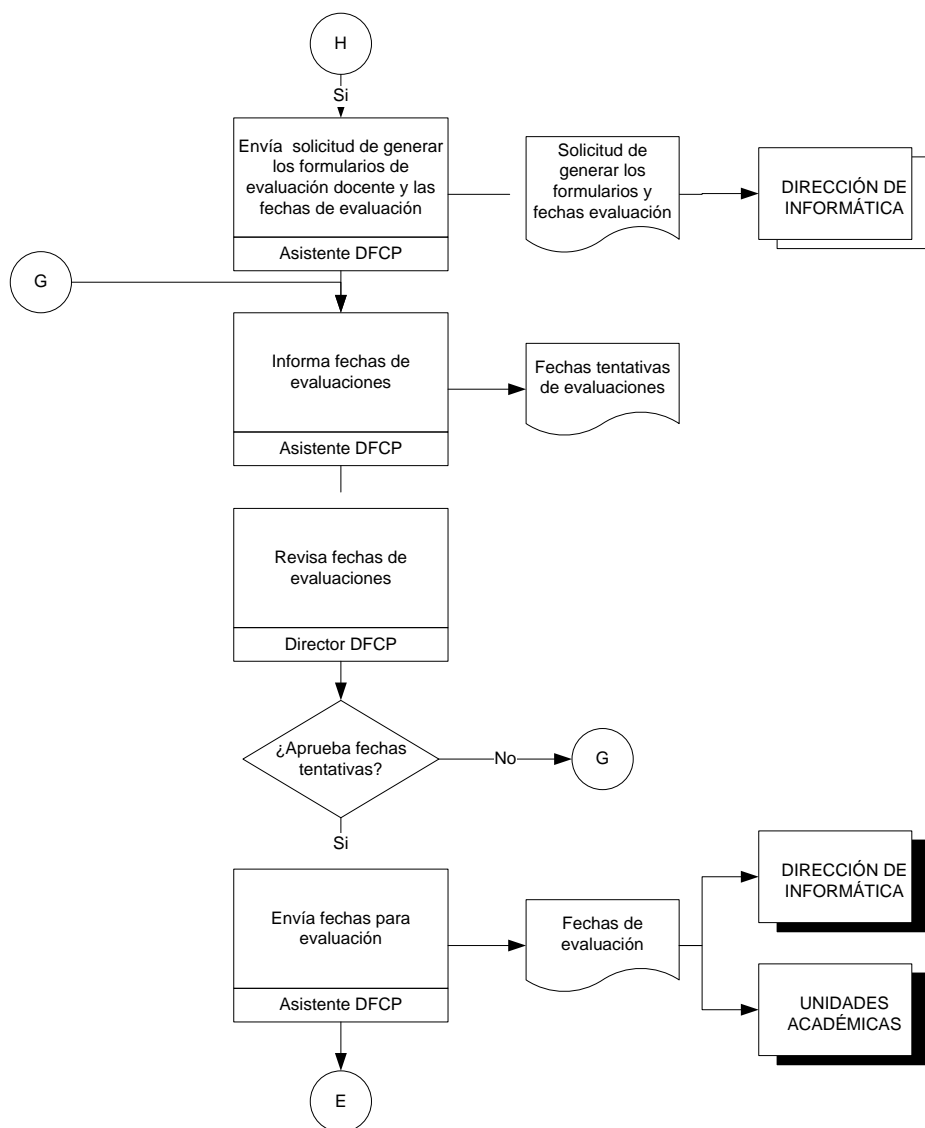 H
Si
Envía solicitud de generar
los formularios de
evaluación docente y las
fechas de evaluación
Asistente DFCP
Solicitud de
generar los
formularios y
fechas evaluación
DIRECCIÓN DE
INFORMÁTICA
G
Informa fechas de
evaluaciones
Asistente DFCP
Fechas tentativas
de evaluaciones
Revisa fechas de
evaluaciones
Director DFCP
¿Aprueba fechas
tentativas?
No
G
Si
Envía fechas para
evaluación
Asistente DFCP
Fechas de
evaluación
DIRECCIÓN DE
INFORMÁTICA
UNIDADES
ACADÉMICAS
E